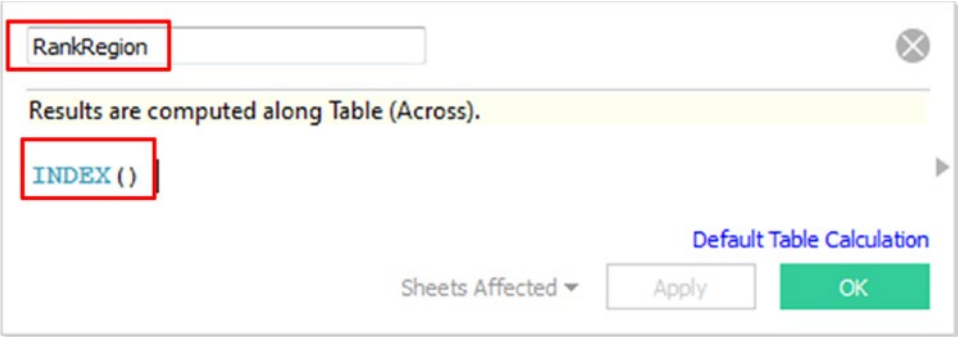 RankRegion
Results are computed along Table (Across).
INDEX()
Default Table Calculation
Sheets Affected Apply OK